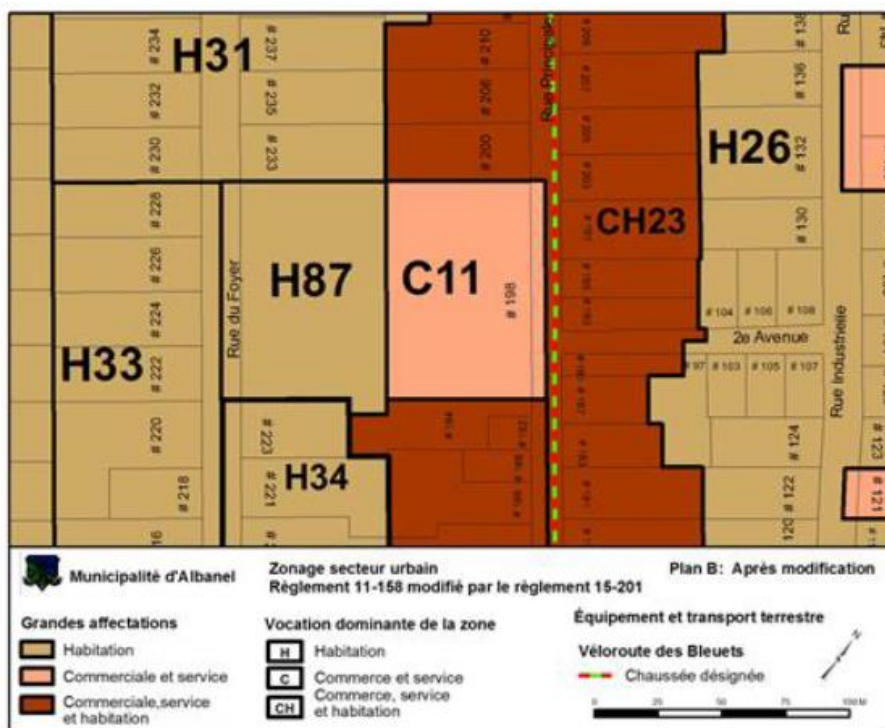 # 234
# 232
# 230
# 228
# 226
# 224
# 222
# 220
# 218
H31
# 237
# 235
# 233
# 210
# 206
# 200
Rue Principale
H26
# 136
# 132
# 130
CH23
H87
C11
# 198
Rue du Foyer
H33
# 104
# 106
# 108
2e Avenue
# 97
# 103
# 105
# 107
Rue Industrielle
# 223
# 221
H34
# 124
# 122
120
# 123
# 121
Municipalité d'Albanel
Zonage secteur urbain
Règlement 11-158 modifié par le règlement 15-201
Plan B: Après modification
Grandes affectations
Habitation
Commerciale et service
Commerciale,service
et habitation
Vocation dominante de la zone
H Habitation
C Commerce et service
CH Commerce, service
et habitation
Équipement et transport terrestre
Véloroute des Bleuets
Chaussée désignée
N
0 25 50 75 100 M